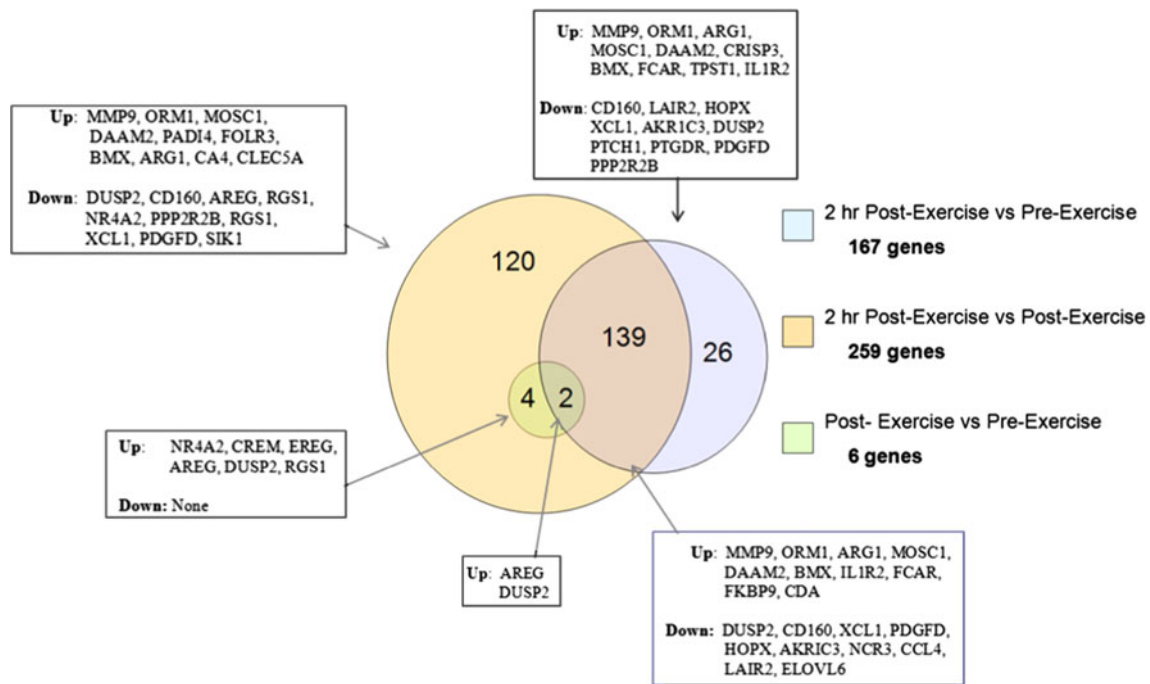 Up: MMP9, ORM1, ARG1,
MOSC1, DAAM2, CRISP3,
BMX, FCAR, TPST1, IL1R2
Down: CD160, LAIR2, HOPX
XCL1, AKR1C3, DUSP2
PTCH1, PTGDR, PDGFD
PPP2R2B
Up: MMP9, ORM1, MOSC1,
DAAM2, PADI4, FOLR3,
BMX, ARG1, CA4, CLEC5A
Down: DUSP2, CD160, AREG, RGS1,
NR4A2, PPP2R2B, RGS1,
XCL1, PDGFD, SIK1
120
139
26
4
2
2 hr Post-Exercise vs Pre-Exercise
167 genes
2 hr Post-Exercise vs Post-Exercise
259 genes
Post- Exercise vs Pre-Exercise
6 genes
Up: NR4A2, CREM, EREG,
AREG, DUSP2, RGS1
Down: None
Up: AREG
DUSP2
Up: MMP9, ORM1, ARG1, MOSC1,
DAAM2, BMX, IL1R2, FCAR,
FKBP9, CDA
Down: DUSP2, CD160, XCL1, PDGFD,
HOPX, AKRIC3, NCR3, CCL4,
LAIR2, ELOVL6